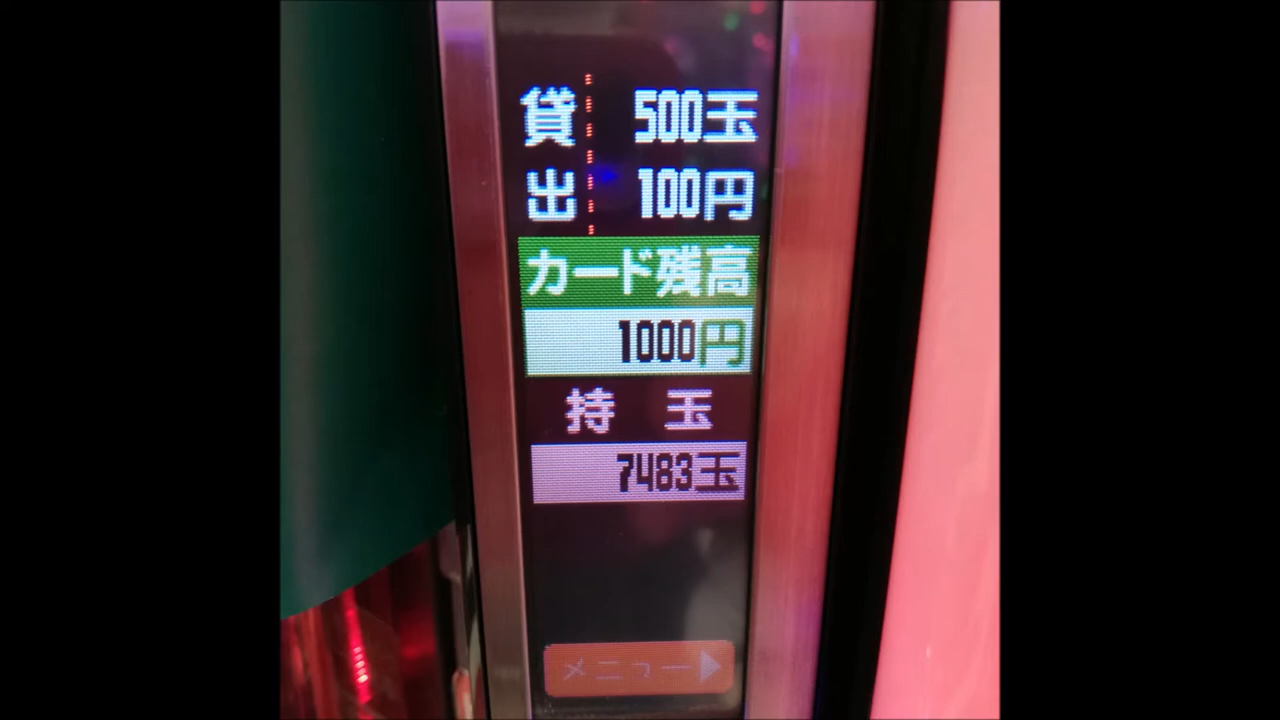 貸 500玉
出 100円
カード残高
1000円
持 玉
7483玉
メニュー▶